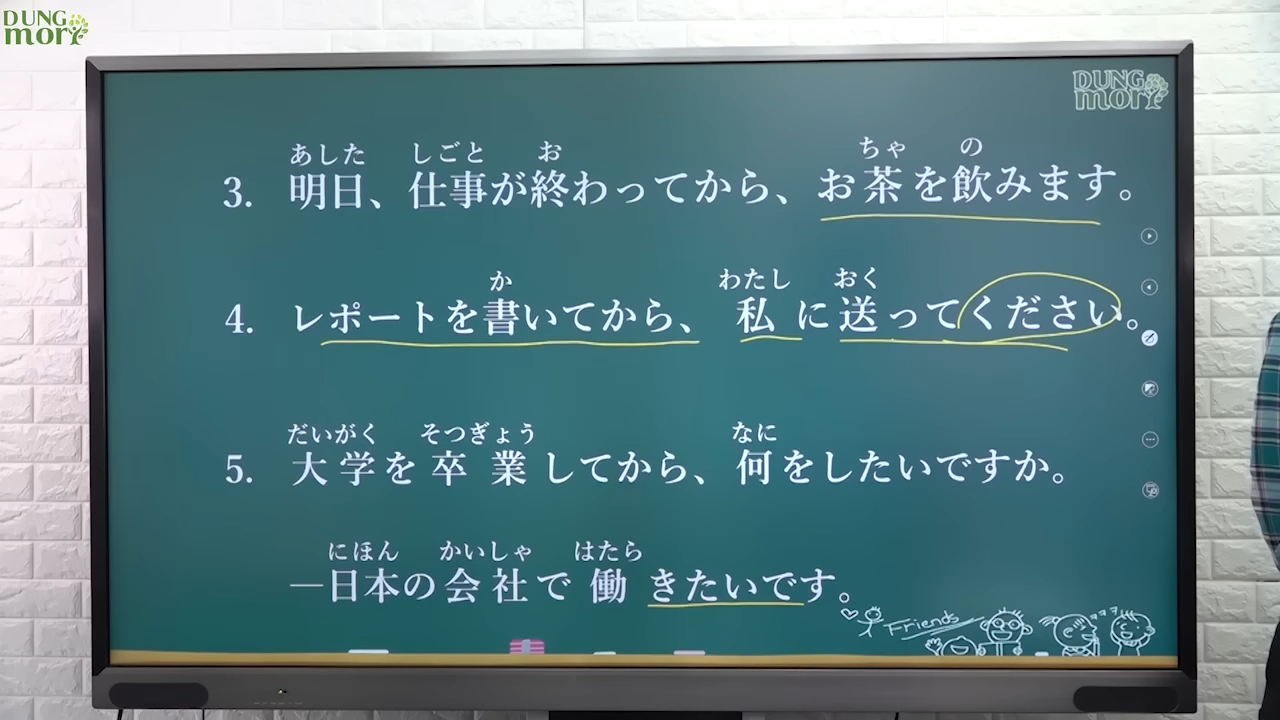 DUNG
mori
DUNG
mori
あした しごと お ちゃ の
3. 明日、仕事が終わってから、お茶を飲みます。
か わたし おく
4. レポートを書いてから、私に送ってください。
だいがく そつぎょう なに
5. 大学を卒業してから、何をしたいですか。
にほん かいしゃ はたら
—日本の会社で働きたいです。
Friends